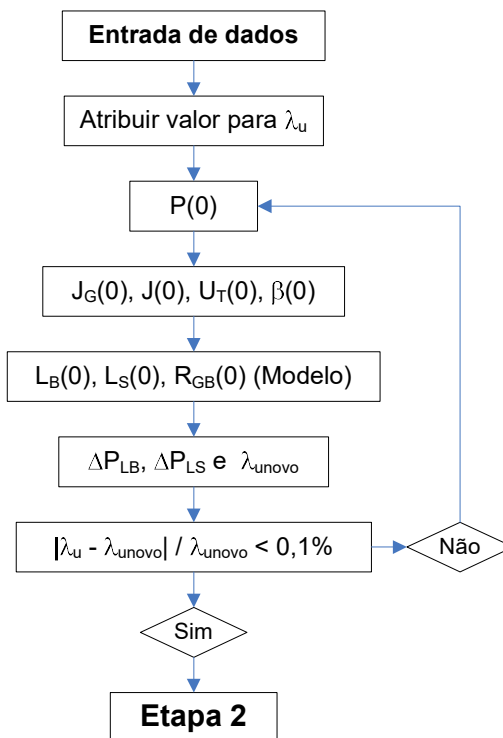 Entrada de dados
Atribuir valor para λu
P(0)
JG(0), J(0), UT(0), β(0)
LB(0), LS(0), RGB(0) (Modelo)
ΔPLB, ΔPLS e λunovo
|λu - λunovo| / λunovo < 0,1%
Não
Sim
Etapa 2